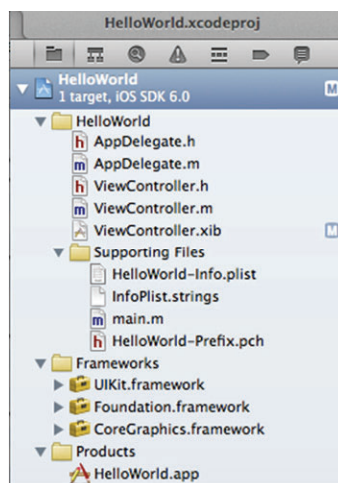 HelloWorld.xcodeproj
HelloWorld
1 target, iOS SDK 6.0
M
HelloWorld
h AppDelegate.h
m AppDelegate.m
h ViewController.h
m ViewController.m
ViewController.xib
M
Supporting Files
HelloWorld-Info.plist
InfoPlist.strings
m main.m
h HelloWorld-Prefix.pch
Frameworks
UIKit.framework
Foundation.framework
CoreGraphics.framework
Products
HelloWorld.app